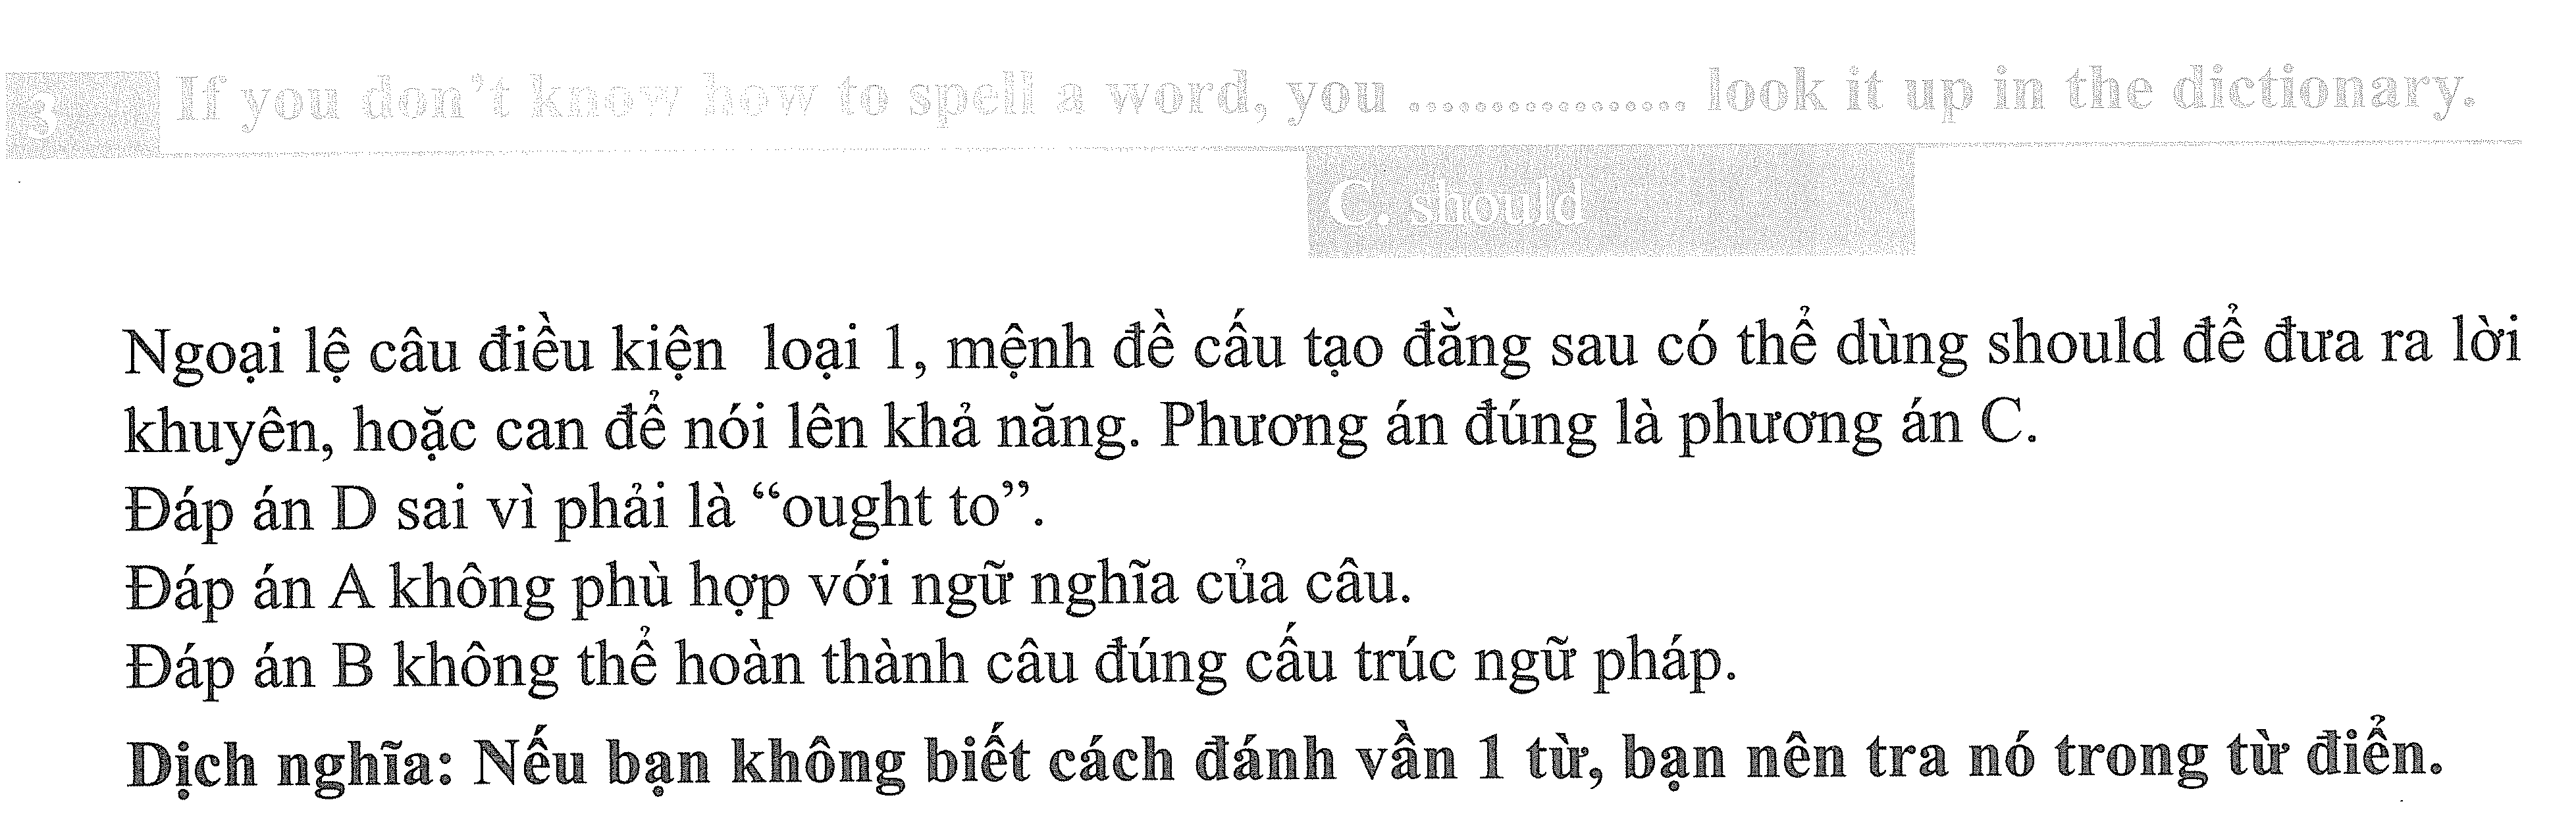 3 If you don't know how to spell a word, you ................. look it up in the dictionary.
C. should
Ngoại lệ câu điều kiện loại 1, mệnh đề cấu tạo đằng sau có thể dùng should để đưa ra lời
khuyên, hoặc can để nói lên khả năng. Phương án đúng là phương án C.
Đáp án D sai vì phải là “ought to”.
Đáp án A không phù hợp với ngữ nghĩa của câu.
Đáp án B không thể hoàn thành câu đúng cấu trúc ngữ pháp.
Dịch nghĩa: Nếu bạn không biết cách đánh vần 1 từ, bạn nên tra nó trong từ điển.